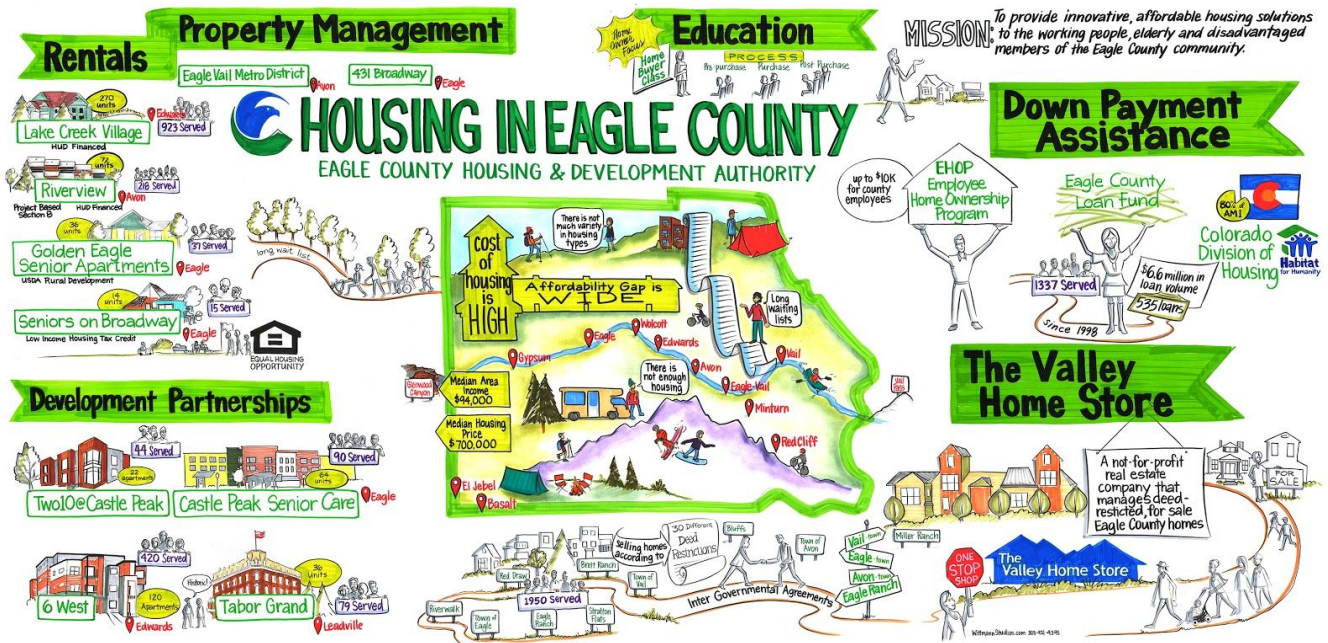 Rentals
Property Management
Eagle Vail Metro District
Avon
431 Broadway
Eagle
Home
Owner
Focus
Education
Home
Buyer
Class
PROCESS
Pre purchase
Purchase
Post Purchase
MISSION:
To provide innovative, affordable housing solutions
to the working people, elderly and disadvantaged
members of the Eagle County community.
HOUSING IN EAGLE COUNTY
EAGLE COUNTY HOUSING & DEVELOPMENT AUTHORITY
270
units
Edwards
923 Served
Lake Creek Village
HUD Financed
72
units
218 Served
Riverview
Avon
Project Based
Section 8
HUD Financed
36
units
37 Served
Golden Eagle
Senior Apartments
Eagle
USDA Rural Development
14
units
15 Served
Seniors on Broadway
Eagle
Low Income Housing Tax Credit
EQUAL HOUSING
OPPORTUNITY
long wait list
cost
of
housing
is
HIGH
There is not
much variety
in housing
types
Affordability Gap is
WIDE
Long
waiting
lists
Wolcott
Eagle
Edwards
Gypsum
Avon
Vail
Eagle-Vail
Minturn
Red Cliff
Glenwood
Canyon
Vail
Pass
There is
not enough
housing
Median Area
Income
$94,000
Median Housing
Price
$700,000
El Jebel
Basalt
Down Payment
Assistance
up to $10K
for county
employees
EHOP
Employee
Home Ownership
Program
Eagle County
Loan Fund
80% of
AMI
Colorado
Division of
Housing
Habitat
for Humanity
1337 Served
$6.6 million in
loan volume
535 loans
since 1998
Development Partnerships
44 Served
22
apartments
Two10@Castle Peak
90 Served
64
units
Castle Peak Senior Care
Eagle
420 Served
120
Apartments
6 West
Edwards
Historic!
36
Units
Tabor Grand
79 Served
Leadville
selling homes
according to
30 Different
Deed
Restrictions
Bluffs
Town of
Avon
Miller Ranch
Vail-town
Eagle-town
Avon-town
Eagle Ranch
Red Draw
Brett Ranch
Town of
Vail
1950 Served
Riverwalk
Town of
Eagle
Eagle
Ranch
Stratton
Flats
Inter Governmental Agreements
The Valley
Home Store
A not-for-profit
real estate
company that
manages deed-
resticted, for sale
Eagle County homes
FOR
SALE
ONE
STOP
SHOP
The
Valley Home Store
WittmannStudios.com 303-912-4395